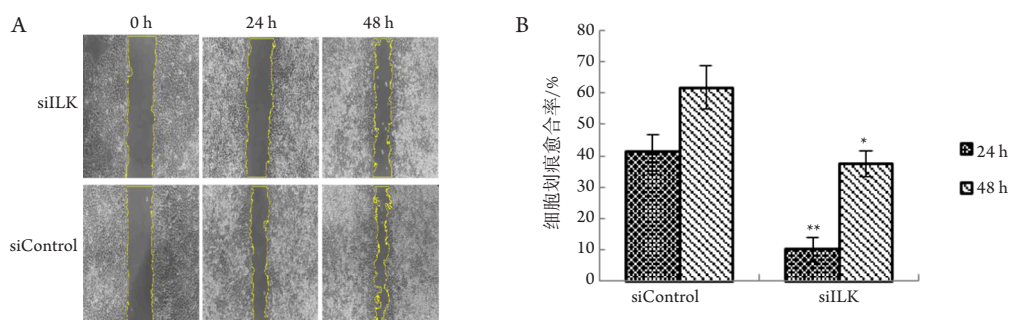 A
0 h
24 h
48 h
siILK
siControl
B
细胞划痕愈合率/%
80
70
60
50
40
30
20
10
0
**
*
siControl
siILK
24 h
48 h